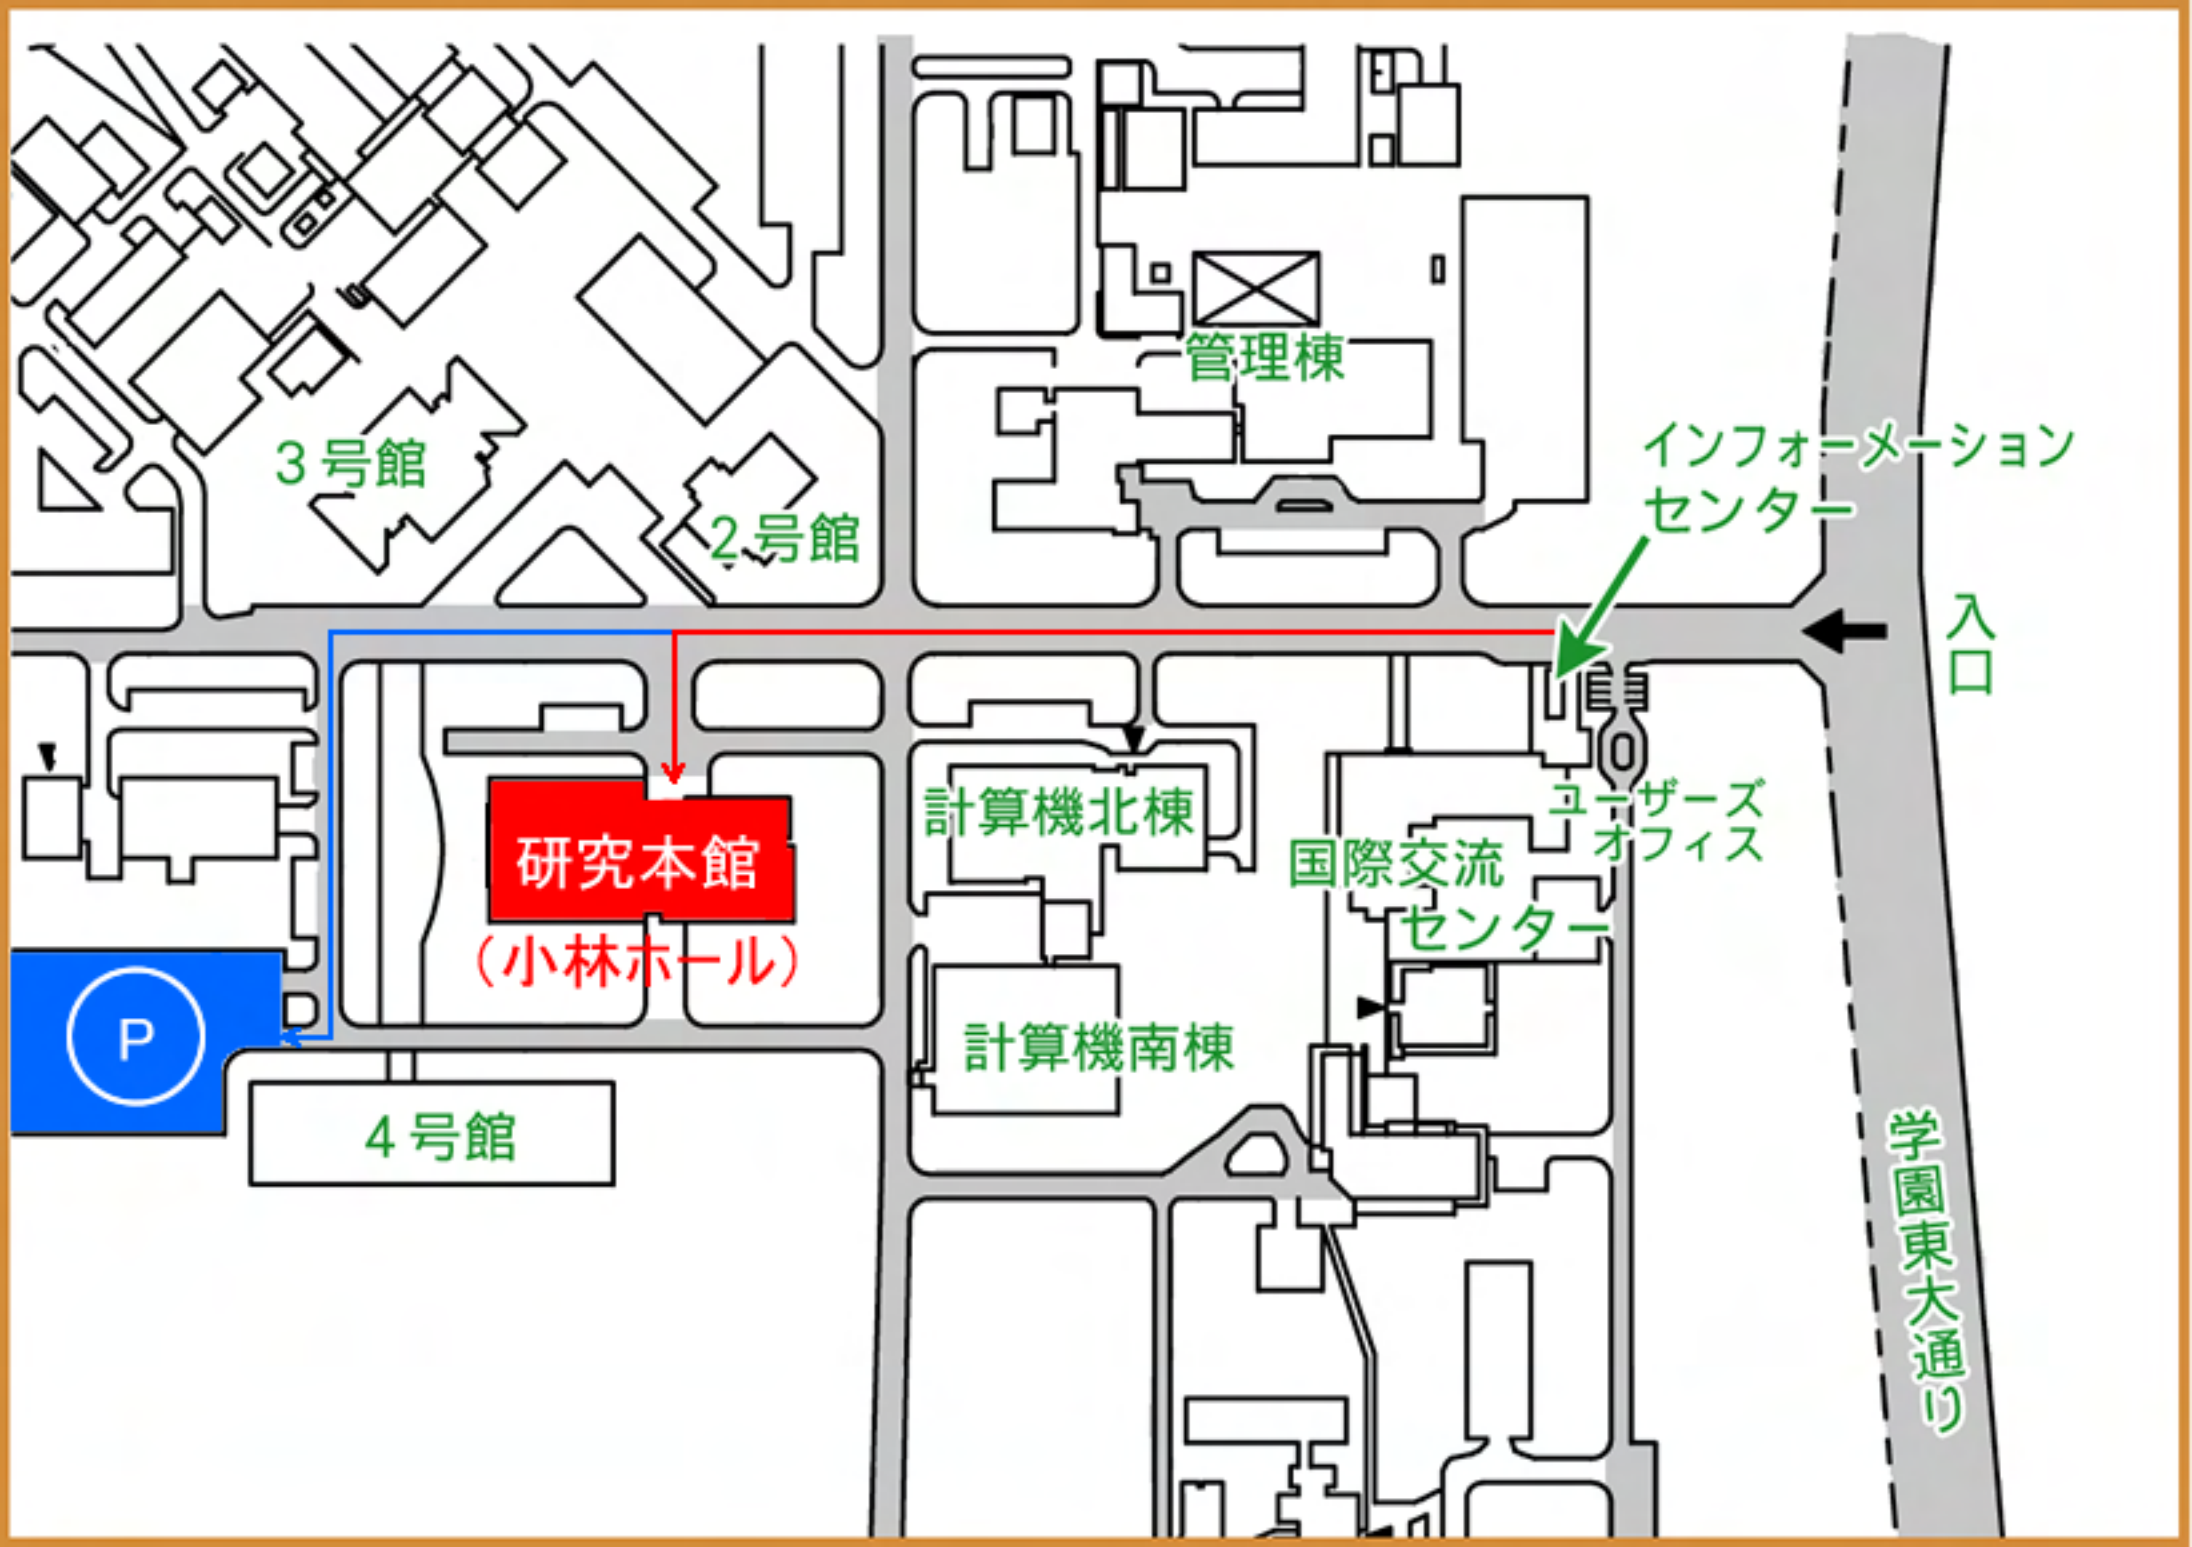 管理棟
インフォーメーション
センター
3号館
2号館
入口
ユーザーズ
オフィス
計算機北棟
研究本館
国際交流
センター
(小林ホール)
P
計算機南棟
4号館
学園東大通り